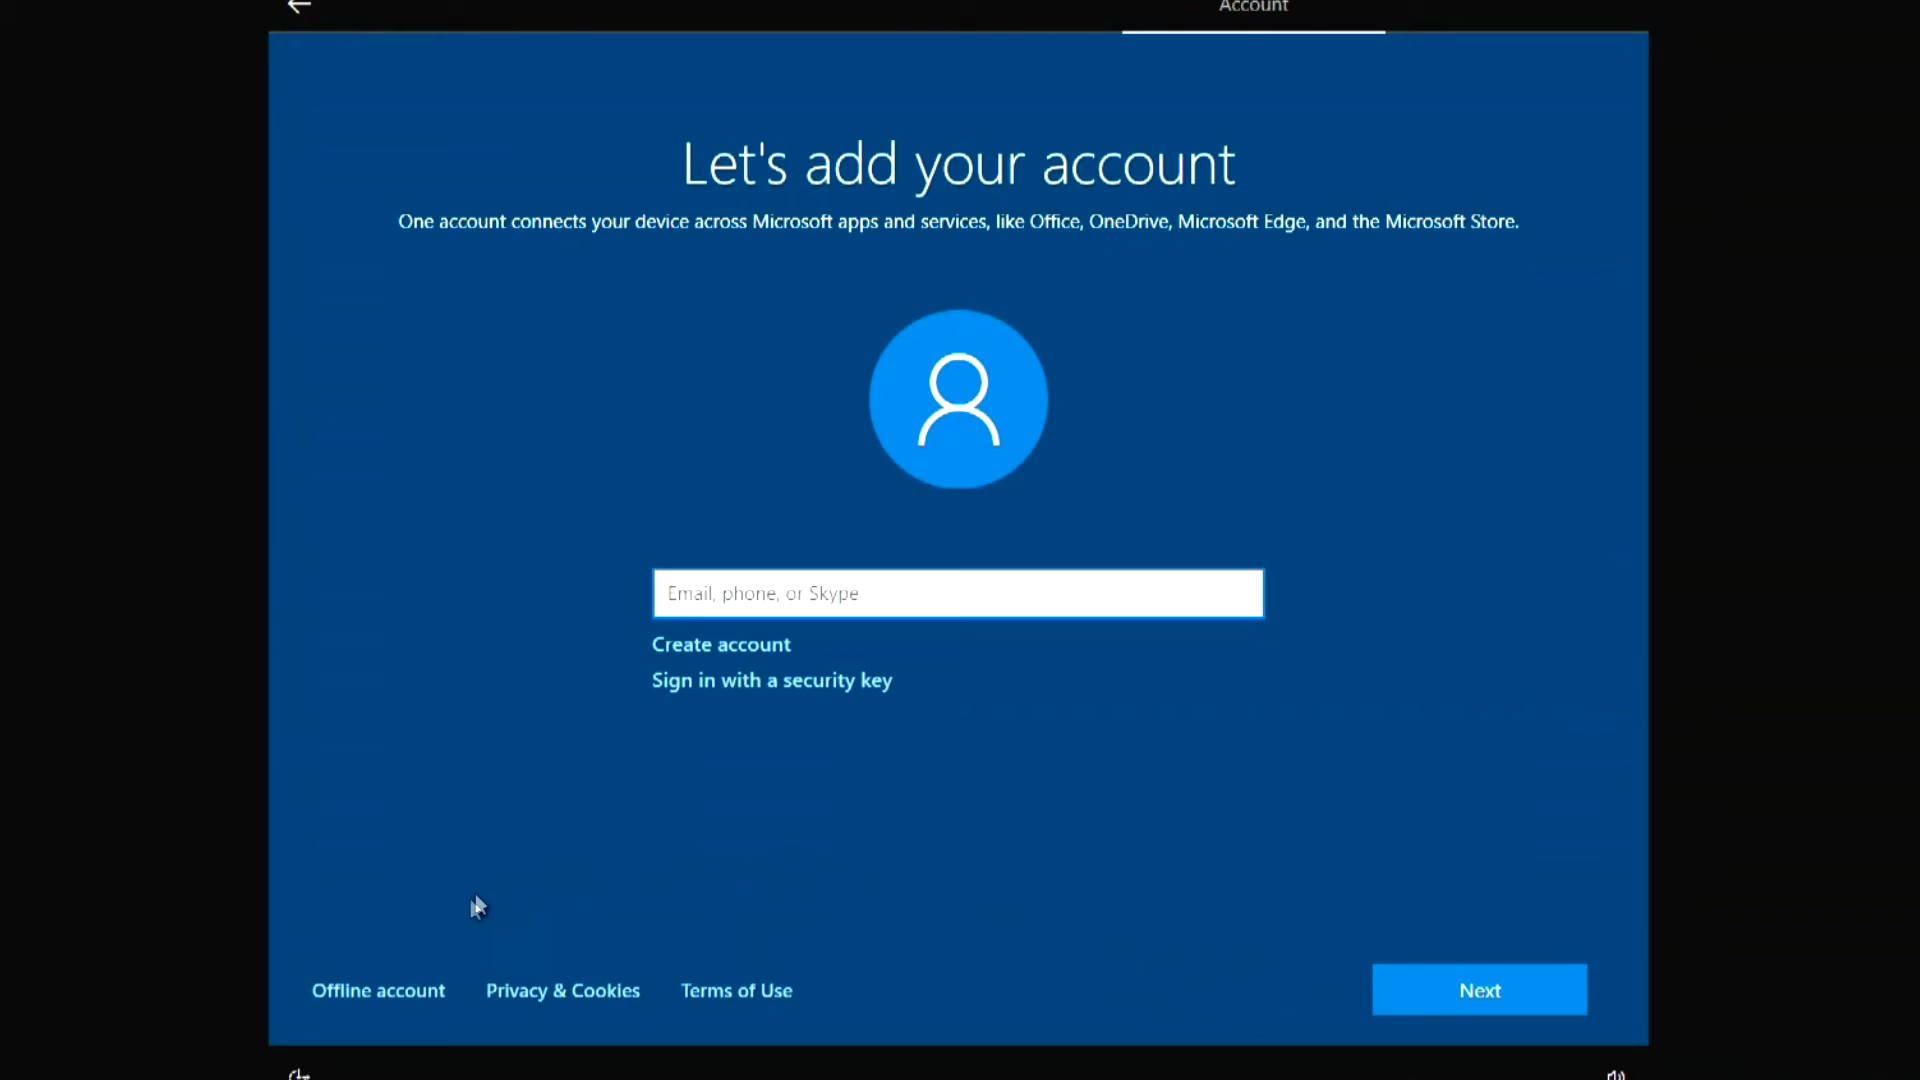 Account
Let's add your account
One account connects your device across Microsoft apps and services, like Office, OneDrive, Microsoft Edge, and the Microsoft Store.
Email, phone, or Skype
Create account
Sign in with a security key
Offline account
Privacy & Cookies
Terms of Use
Next